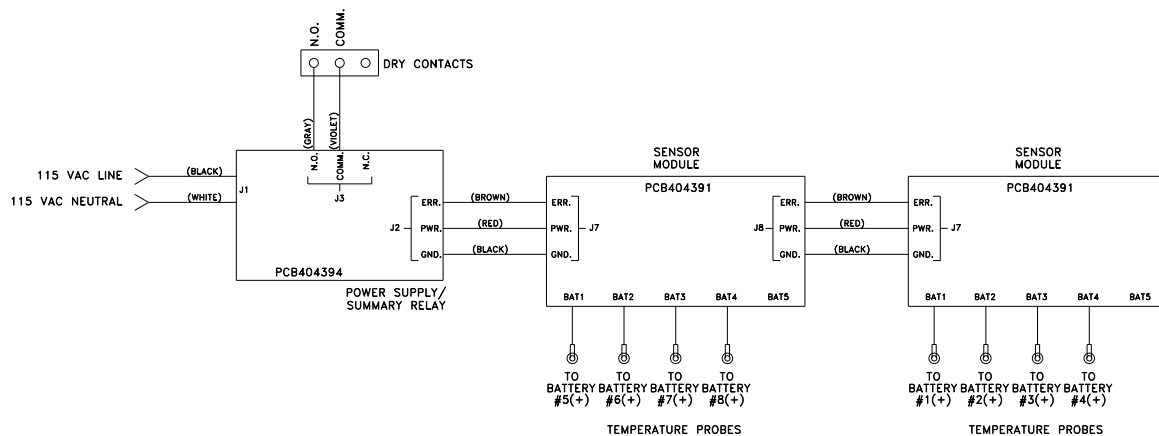 N.O.
COMM.
DRY CONTACTS
(GRAY)
(VIOLET)
N.O.
COMM.
N.C.
J3
115 VAC LINE
(BLACK)
J1
115 VAC NEUTRAL
(WHITE)
PCB404394
POWER SUPPLY/
SUMMARY RELAY
J2
ERR.
PWR.
GND.
(BROWN)
(RED)
(BLACK)
SENSOR
MODULE
PCB404391
ERR.
PWR.
GND.
J7
J8
ERR.
PWR.
GND.
BAT1 BAT2 BAT3 BAT4 BAT5
TO BATTERY #5(+)
TO BATTERY #6(+)
TO BATTERY #7(+)
TO BATTERY #8(+)
TEMPERATURE PROBES
(BROWN)
(RED)
(BLACK)
SENSOR
MODULE
PCB404391
ERR.
PWR.
GND.
J7
BAT1 BAT2 BAT3 BAT4 BAT5
TO BATTERY #1(+)
TO BATTERY #2(+)
TO BATTERY #3(+)
TO BATTERY #4(+)
TEMPERATURE PROBES